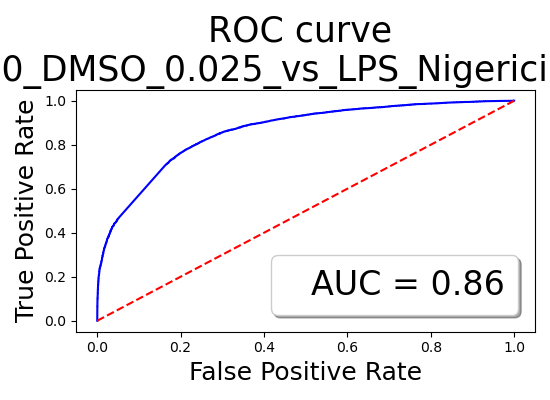 ROC curve
0_DMSO_0.025_vs_LPS_Nigerici
True Positive Rate
1.0
0.8
0.6
0.4
0.2
0.0
AUC = 0.86
0.0 0.2 0.4 0.6 0.8 1.0
False Positive Rate